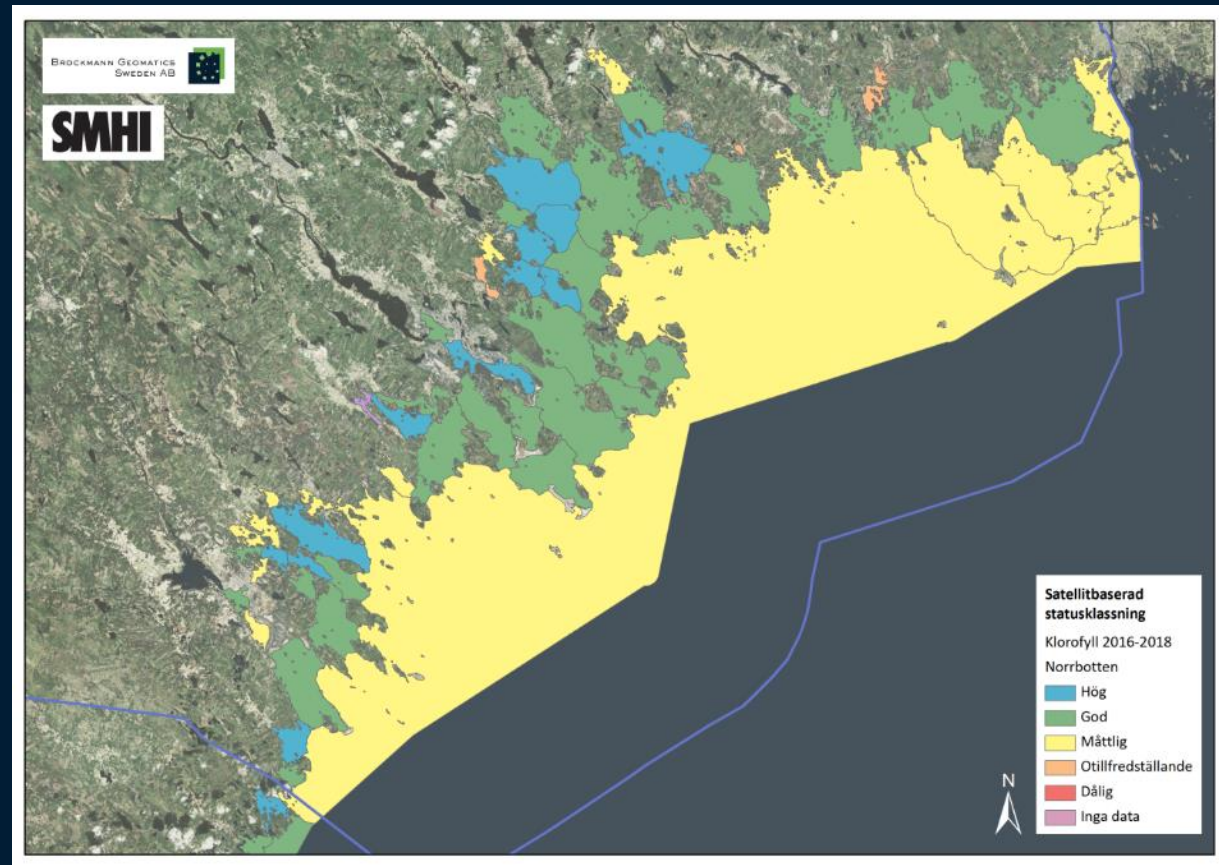 BROCKMANN GEOMATICS
SWEDEN AB
SMHI
Satellitbaserad
statusklassning
Klorofyll 2016-2018
Norrbotten
Hög
God
Måttlig
Otillfredställande
Dålig
Inga data
N